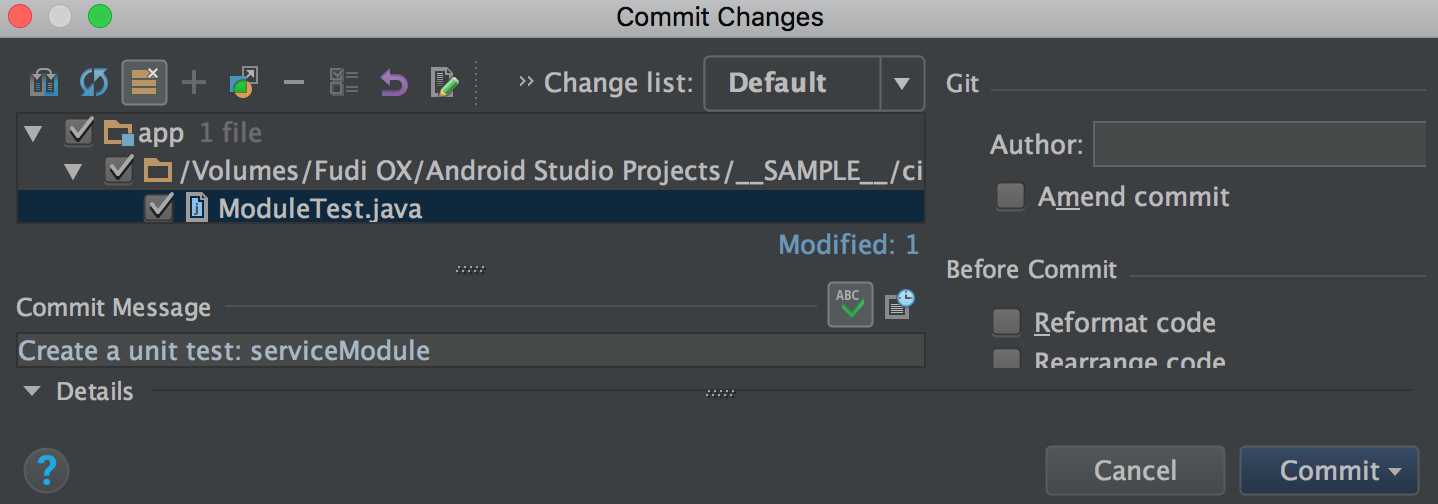 Commit Changes
» Change list: Default
app 1 file
/Volumes/Fudi OX/Android Studio Projects/__SAMPLE__/ci
ModuleTest.java
Modified: 1
Commit Message
ABC
Create a unit test: serviceModule
Details
Git
Author:
Amend commit
Before Commit
Reformat code
Rearrange code
?
Cancel
Commit